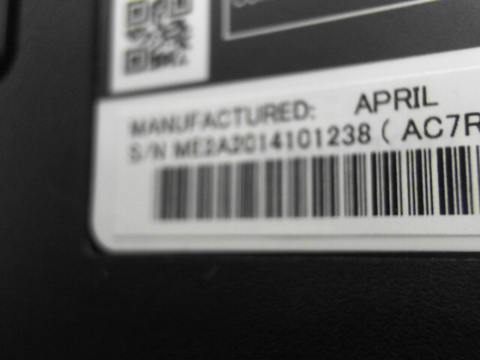 MANUFACTURED: APRIL
S/N ME2A2014101238 ( AC7R